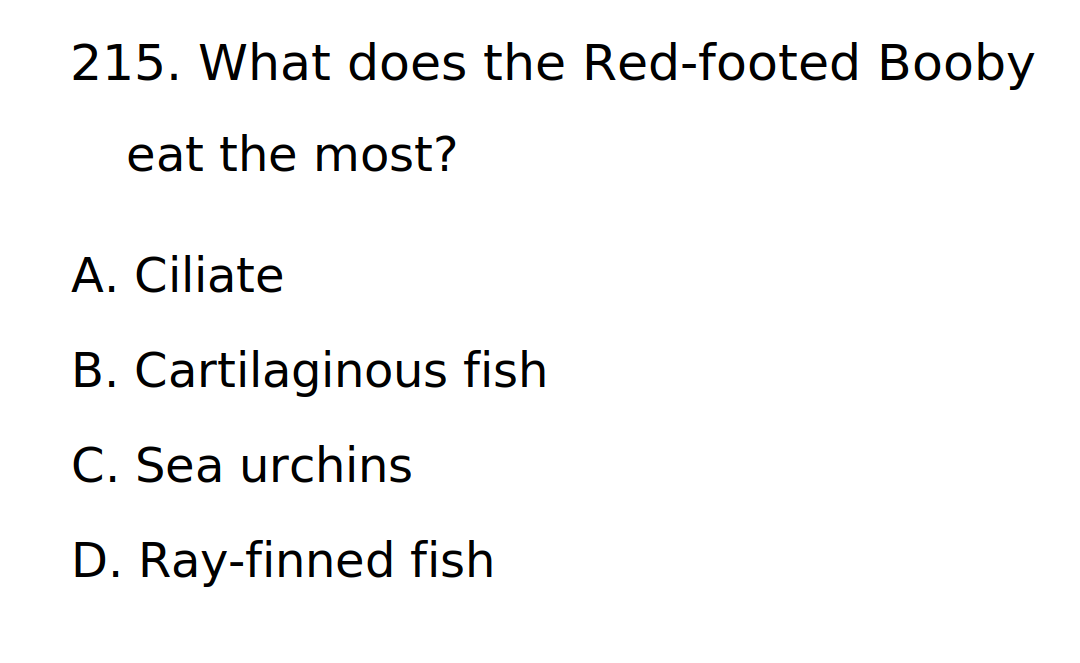 215. What does the Red-footed Booby
eat the most?
A. Ciliate
B. Cartilaginous fish
C. Sea urchins
D. Ray-finned fish